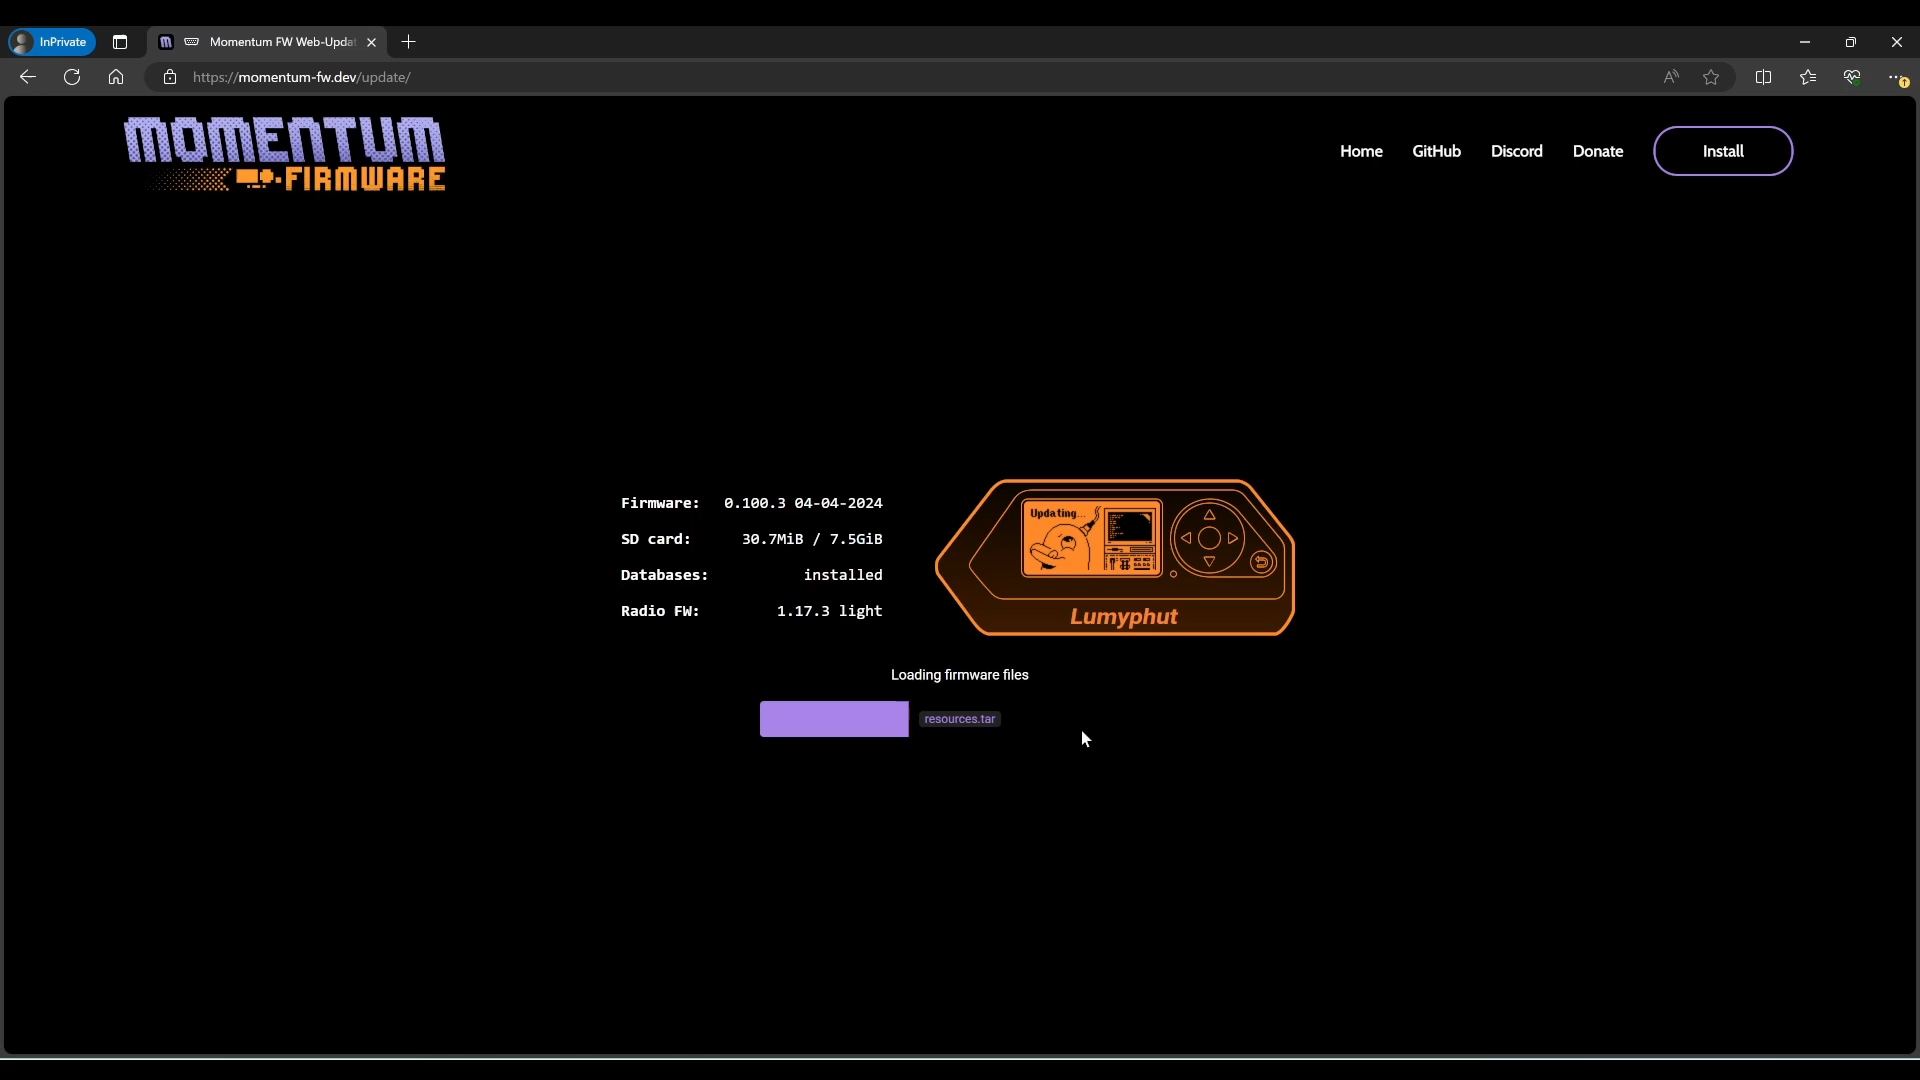 InPrivate
Momentum FW Web-Updat
https://momentum-fw.dev/update/
MOMENTUM
FIRMWARE
Home GitHub Discord Donate Install
Firmware: 0.100.3 04-04-2024
SD card: 30.7MiB / 7.5GiB
Databases: installed
Radio FW: 1.17.3 light
Updating...
Lumyphut
Loading firmware files
resources.tar